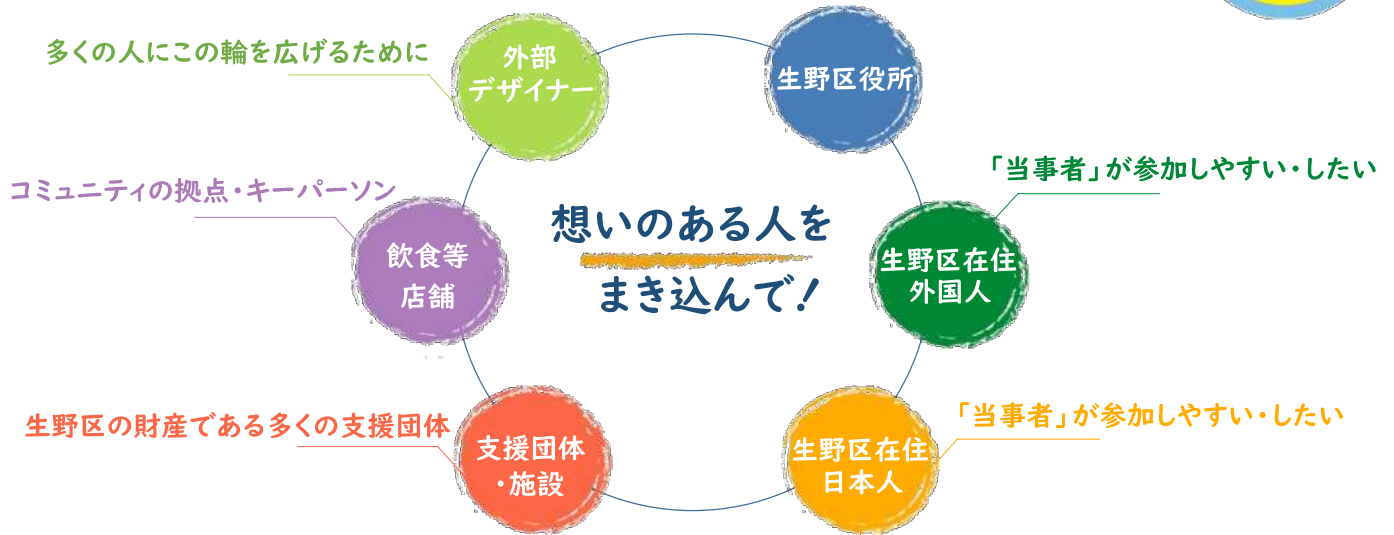 多くの人にこの輪を広げるために
外部
デザイナー
生野区役所
「当事者」が参加しやすい・したい
コミュニティの拠点・キーパーソン
飲食等
店舗
想いのある人を
まき込んで!
生野区在住
外国人
生野区の財産である多くの支援団体
支援団体
・施設
「当事者」が参加しやすい・したい
生野区在住
日本人